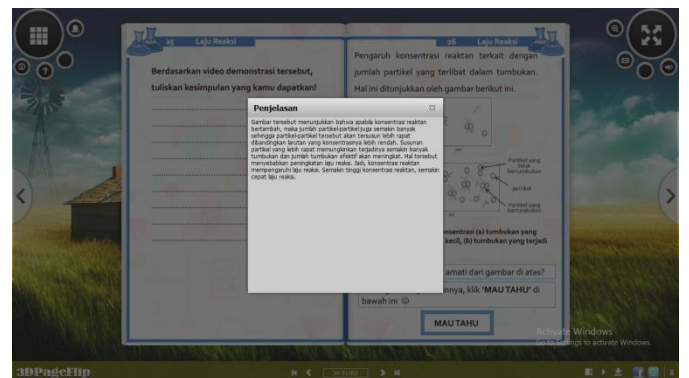 25 Laju Reaksi
Berdasarkan video demonstrasi tersebut,
tuliskan kesimpulan yang kamu dapatkan!
26 Laju Reaksi
Pengaruh konsentrasi reaktan terkait dengan
jumlah partikel yang terlibat dalam tumbukan.
Hal ini ditunjukkan oleh gambar berikut ini.
Penjelasan
Gambar tersebut menunjukkan bahwa apabila konsentrasi reaktan
bertambah, maka jumlah partikel-partikel juga semakin banyak
sehingga partikel-partikel tersebut akan tersusun lebih rapat
dibandingkan larutan yang konsentrasinya lebih rendah. Susunan
partikel yang lebih rapat memungkinkan terjadinya semakin banyak
tumbukan dan jumlah tumbukan efektif akan meningkat. Hal tersebut
menyebabkan peningkatan laju reaksi. Jadi, konsentrasi reaktan
mempengaruhi laju reaksi. Semakin tinggi konsentrasi reaktan, semakin
cepat laju reaksi.
Partikel yang
tidak
bertumbukan
partikel
Partikel yang
bertumbukan
konsentrasi (a) tumbukan yang
kecil, (b) tumbukan yang terjadi
amati dari gambar di atas?
klik "MAU TAHU" di
bawah ini ☺
MAU TAHU
Activate Windows
Go to Settings to activate Windows.
3DPageFlip